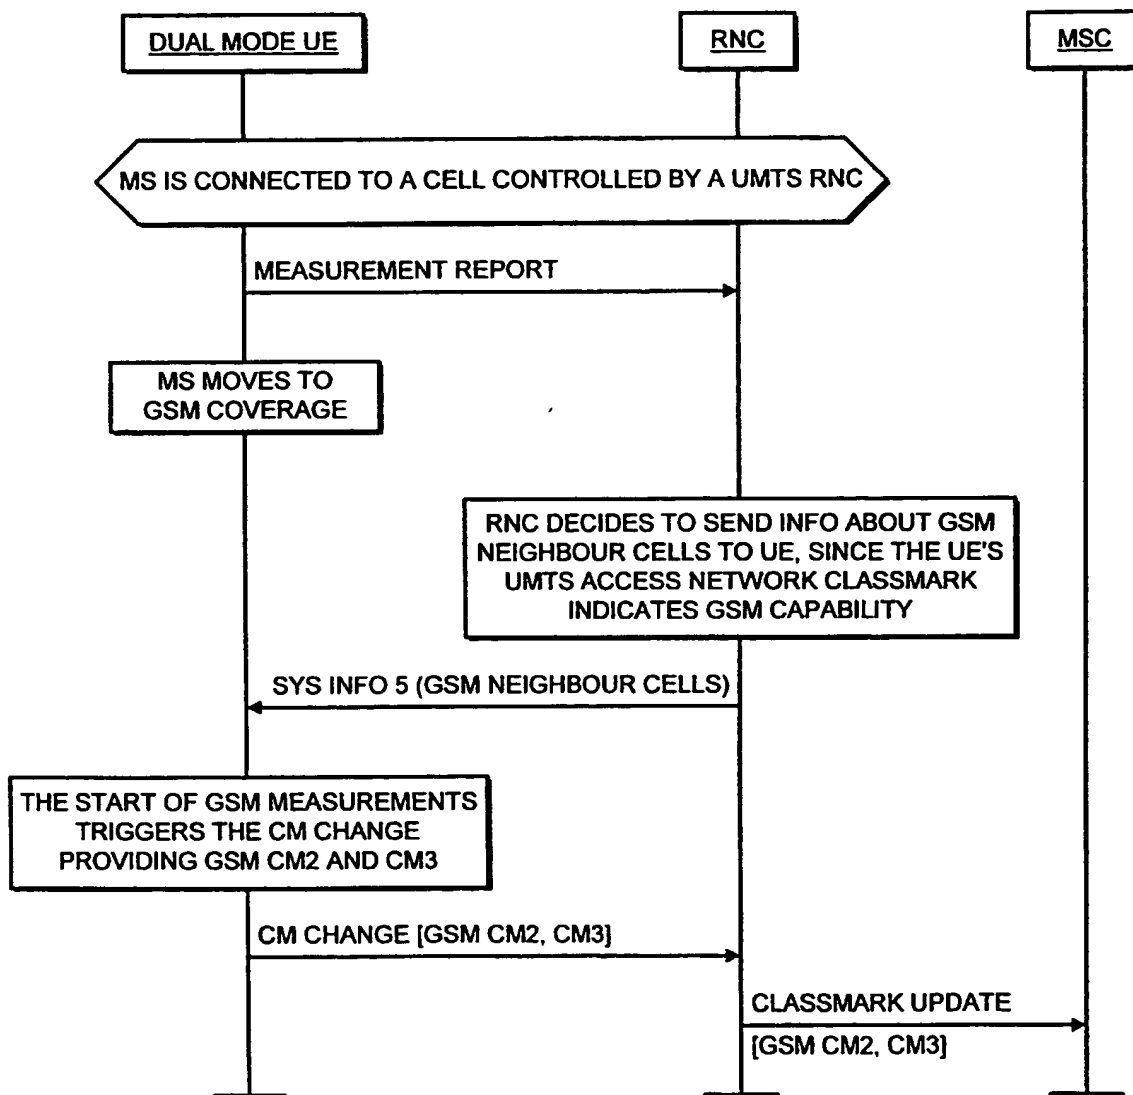 DUAL MODE UE
RNC
MSC
MS IS CONNECTED TO A CELL CONTROLLED BY A UMTS RNC
MEASUREMENT REPORT
MS MOVES TO
GSM COVERAGE
RNC DECIDES TO SEND INFO ABOUT GSM
NEIGHBOUR CELLS TO UE, SINCE THE UE'S
UMTS ACCESS NETWORK CLASSMARK
INDICATES GSM CAPABILITY
SYS INFO 5 (GSM NEIGHBOUR CELLS)
THE START OF GSM MEASUREMENTS
TRIGGERS THE CM CHANGE
PROVIDING GSM CM2 AND CM3
CM CHANGE [GSM CM2, CM3]
CLASSMARK UPDATE
[GSM CM2, CM3]